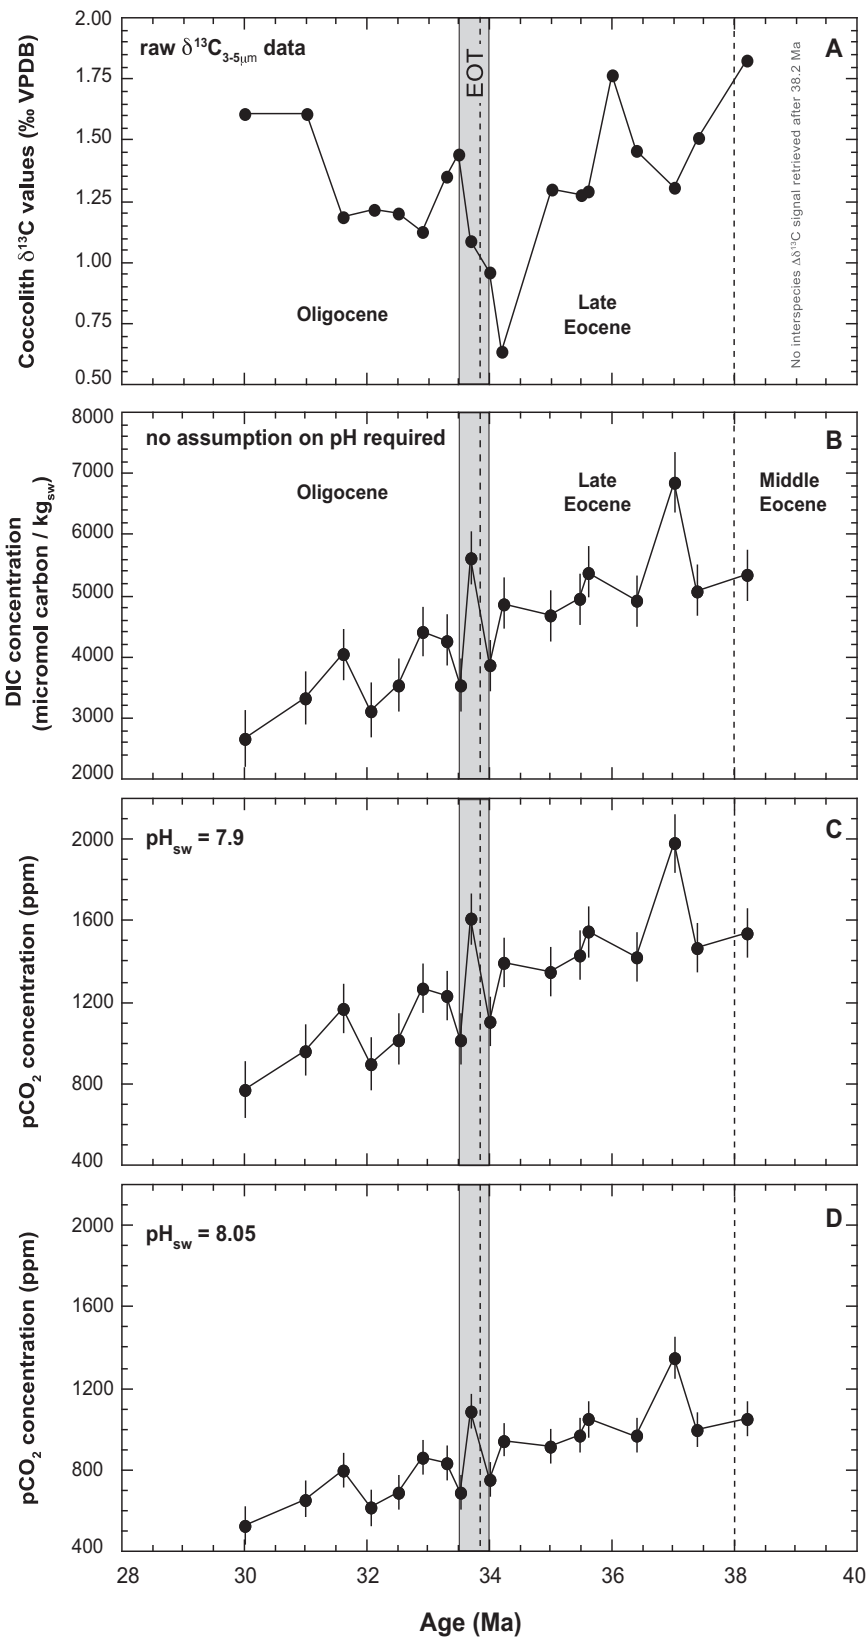 Coccolith δ¹³C values (‰ VPDB)
2.00
1.75
1.50
1.25
1.00
0.75
0.50
raw δ¹³C₃₋₅μm data
EOT
A
No interspecies Δδ¹³C signal retrieved after 38.2 Ma
Oligocene
Late
Eocene
DIC concentration
(micromol carbon / kgsw)
8000
7000
6000
5000
4000
3000
2000
no assumption on pH required
B
Oligocene
Late
Eocene
Middle
Eocene
pCO₂ concentration (ppm)
2000
1600
1200
800
400
pHsw = 7.9
C
pCO₂ concentration (ppm)
2000
1600
1200
800
400
pHsw = 8.05
D
28 30 32 34 36 38 40
Age (Ma)